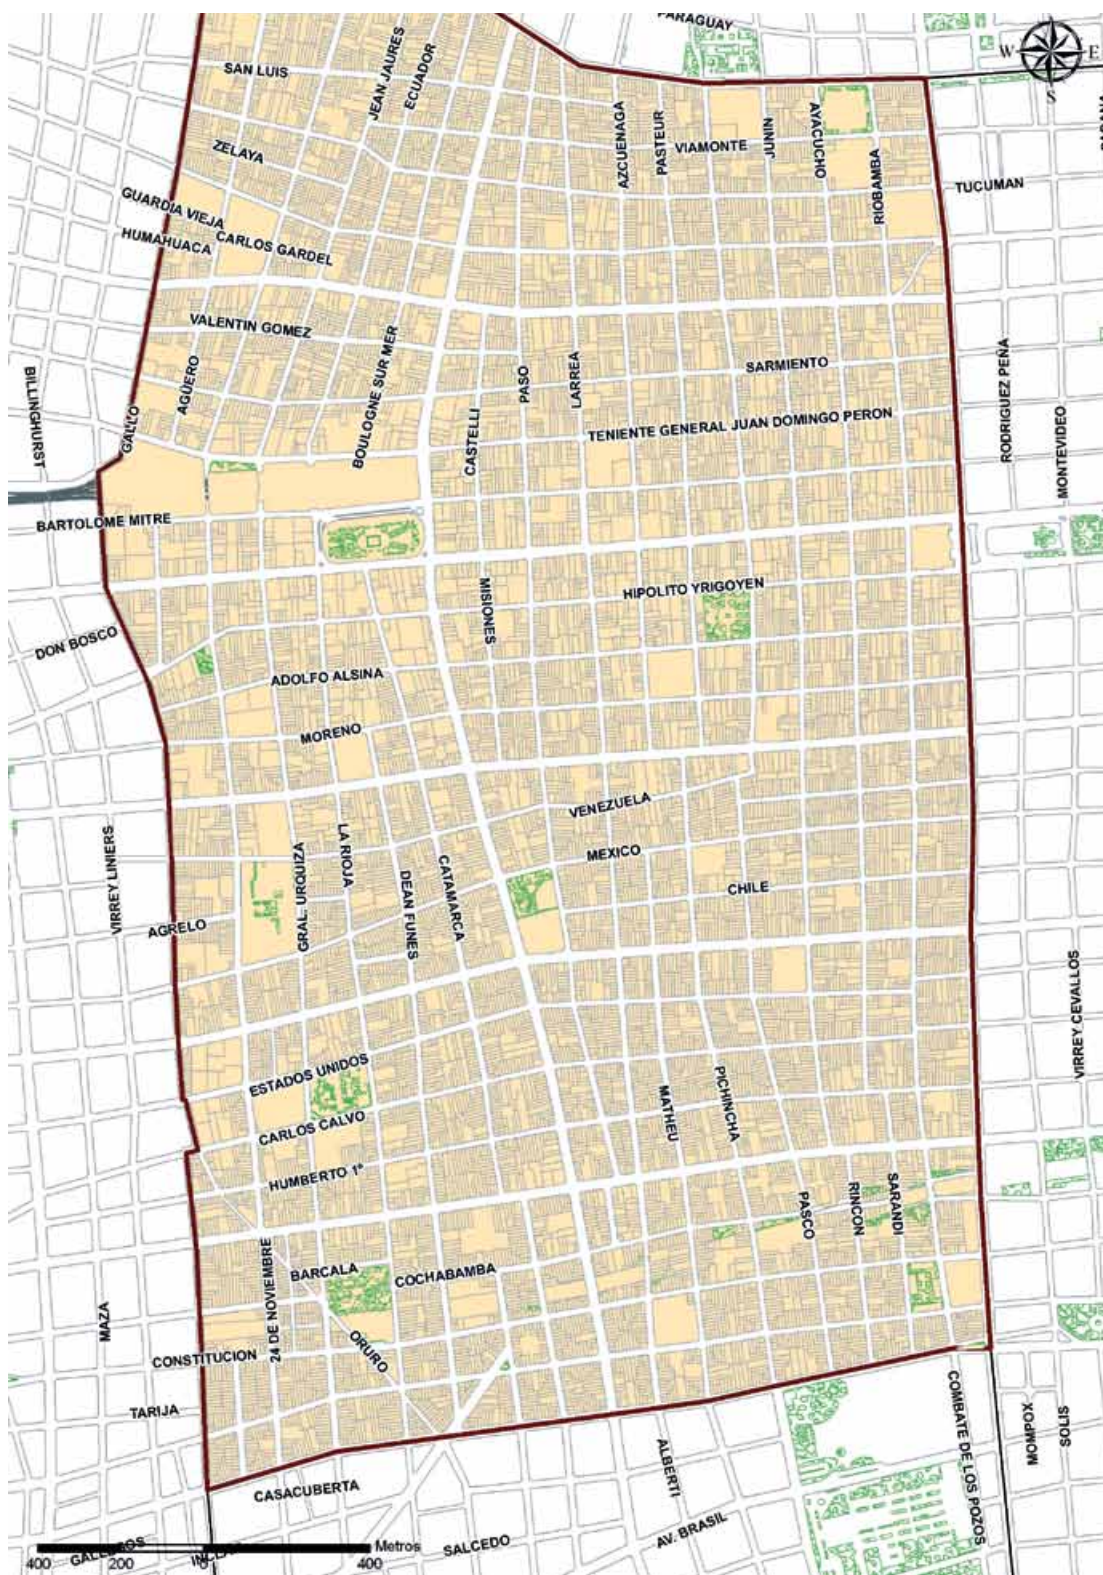 PARAGUAY
W
E
S
SAN LUIS
JEAN JAURES
ECUADOR
AZCUENAGA
PASTEUR
VIAMONTE
JUNIN
AYACUCHO
RIOBAMBA
TUCUMAN
ZELAYA
GUARDIA VIEJA
HUMAHUACA
CARLOS GARDEL
VALENTIN GOMEZ
BILLINGHURST
GALLO
AGÜERO
BOULOGNE SUR MER
CASTELLI
PASO
LARREA
SARMIENTO
TENIENTE GENERAL JUAN DOMINGO PERON
RODRIGUEZ PEÑA
MONTEVIDEO
BARTOLOME MITRE
MISIONES
HIPOLITO YRIGOYEN
DON BOSCO
ADOLFO ALSINA
MORENO
VENEZUELA
MEXICO
CHILE
VIRREY LINIERS
AGRELO
GRAL. URQUIZA
LA RIOJA
DEAN FUNES
CATAMARCA
VIRREY CEVALLOS
ESTADOS UNIDOS
CARLOS CALVO
HUMBERTO 1°
MATHEU
PICHINCHA
PASCO
RINCON
SARANDI
BARCALA
COCHABAMBA
24 DE NOVIEMBRE
MAZA
ORURO
CONSTITUCION
TARIJA
CASACUBERTA
ALBERTI
COMBATE DE LOS POZOS
MOMPOX
SOLIS
AV. BRASIL
SALCEDO
GALLEGOS
Metros
400
200
0
400